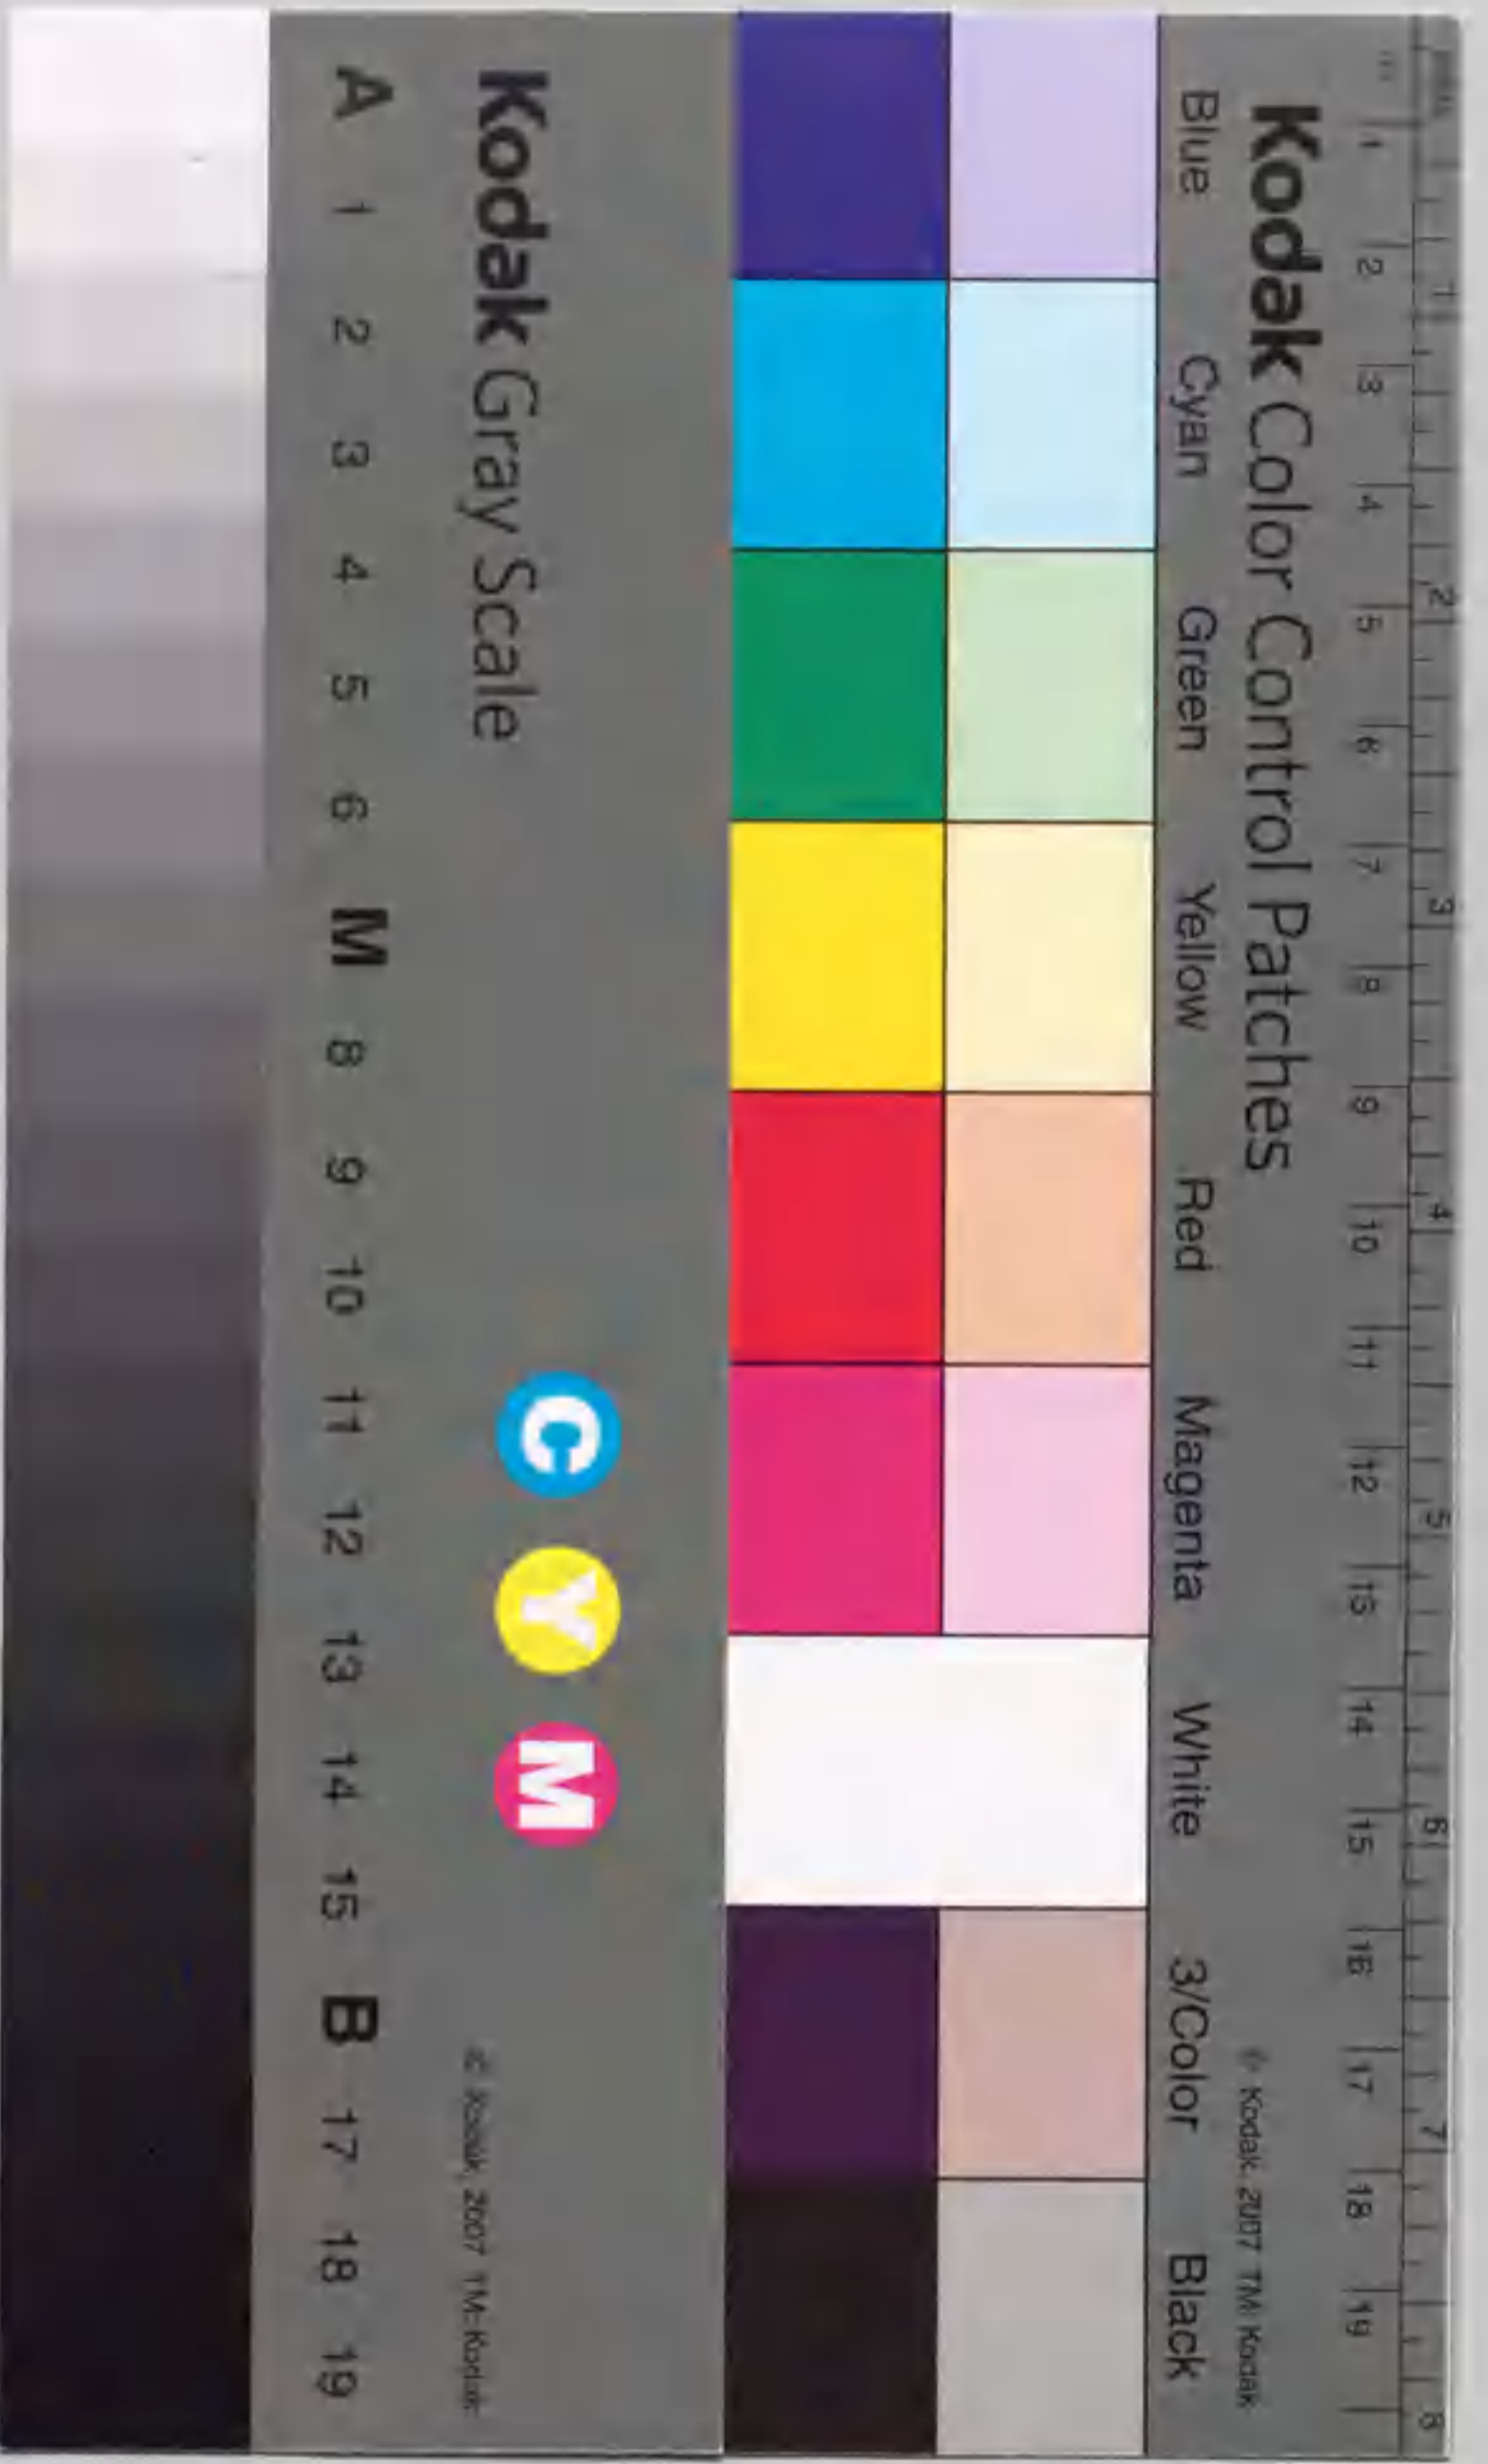 1 2 3 4 5 6 7 8
1 2 3 4 5 6 7 8 9 10 11 12 13 14 15 16 17 18 19
Kodak Color Control Patches
© Kodak, 2007 TM: Kodak
Blue Cyan Green Yellow Red Magenta White 3/Color Black
Kodak Gray Scale
C Y M
© Kodak, 2007 TM: Kodak
A 1 2 3 4 5 6 M 8 9 10 11 12 13 14 15 B 17 18 19